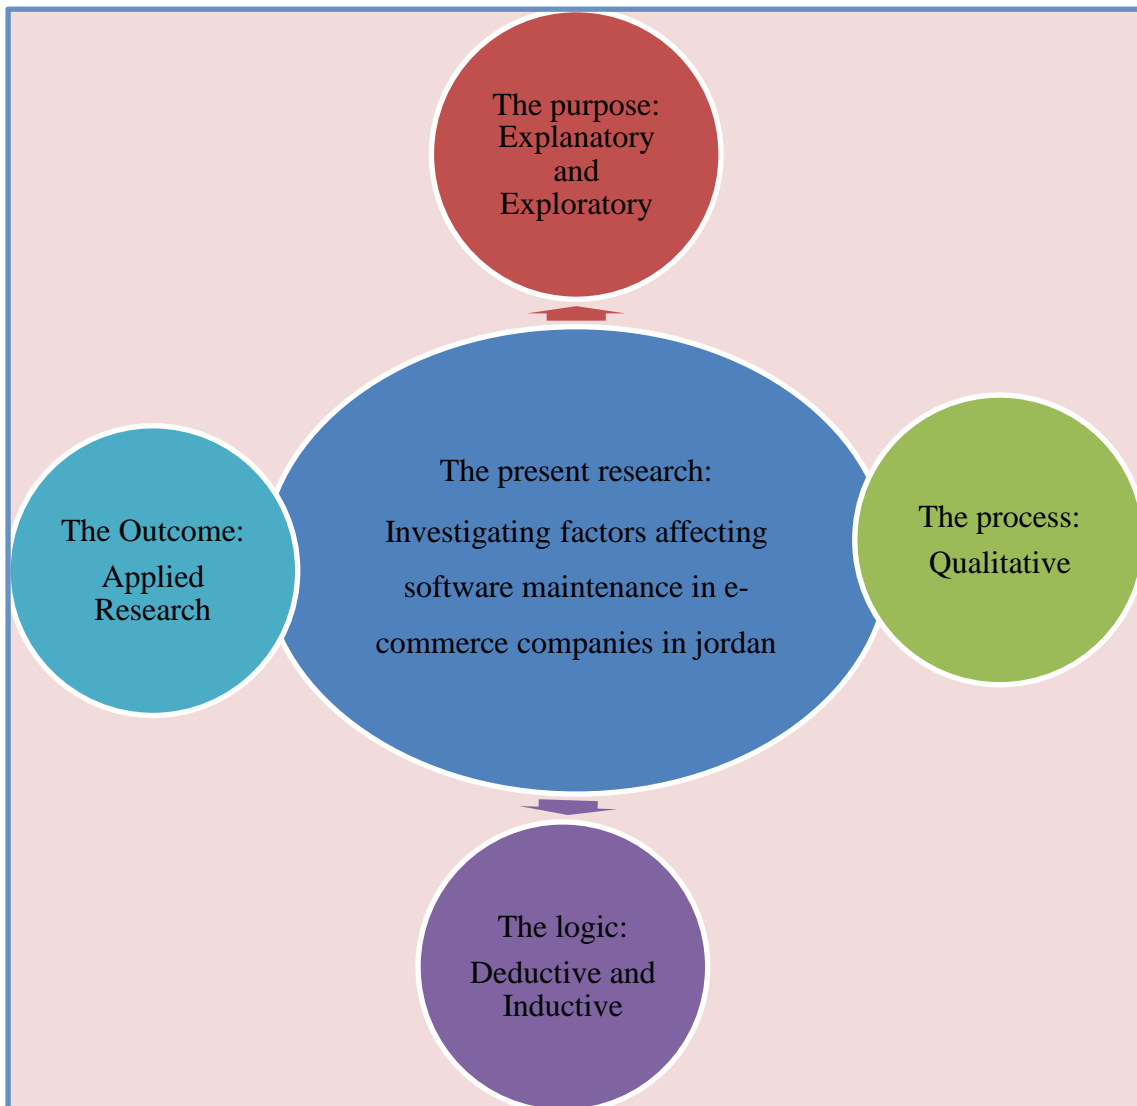 The purpose:
Explanatory
and
Exploratory
The present research:
Investigating factors affecting
software maintenance in e-
commerce companies in jordan
The Outcome:
Applied
Research
The process:
Qualitative
The logic:
Deductive and
Inductive